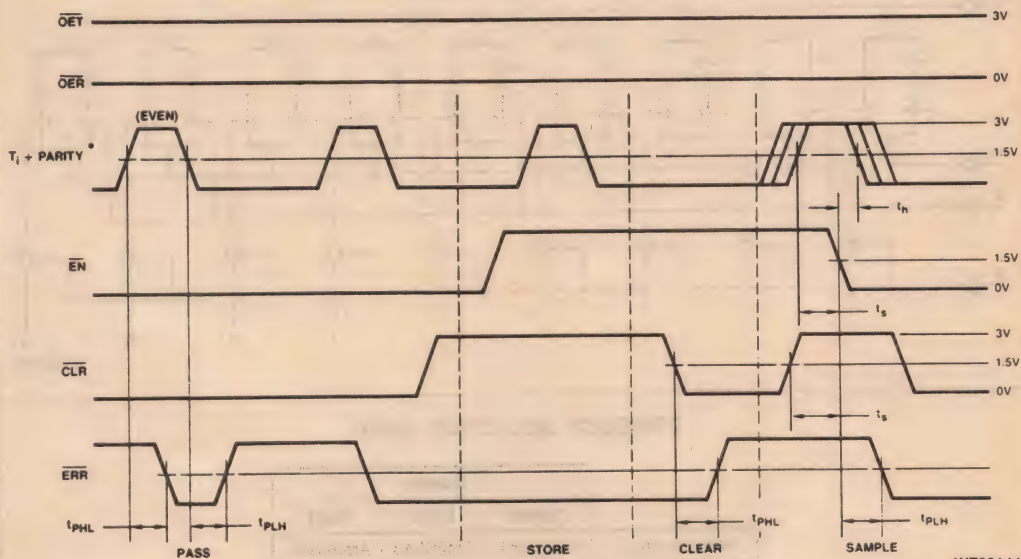 OET
3V
OER
0V
(EVEN)
3V
Ti + PARITY*
1.5V
th
EN
1.5V
0V
ts
3V
CLR
1.5V
0V
ts
ERR
tPHL
tPLH
tPHL
tPLH
PASS
STORE
CLEAR
SAMPLE